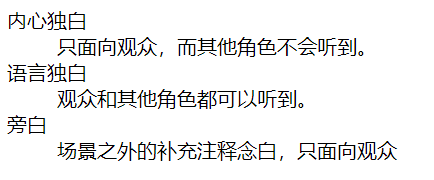 内心独白
只面向观众，而其他角色不会听到。
语言独白
观众和其他角色都可以听到。
旁白
场景之外的补充注释念白，只面向观众